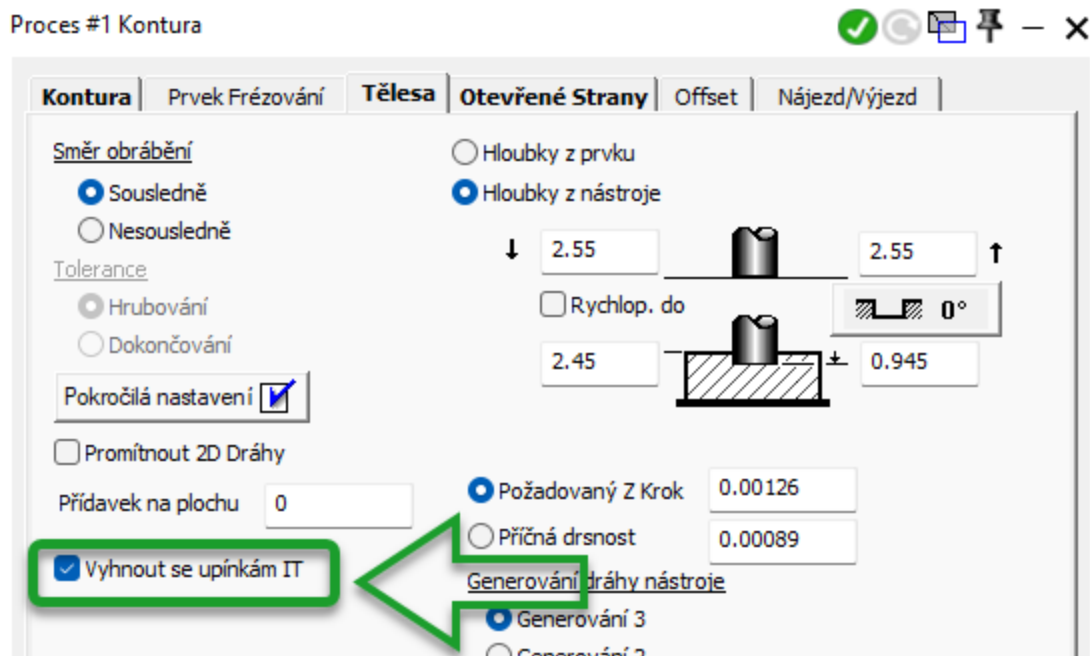 Proces #1 Kontura
Kontura Prvek Frézování Tělesa Otevřené Strany Offset Nájezd/Výjezd
Směr obrábění
Sousledně
Nesousledně
Tolerance
Hrubování
Dokončování
Pokročilá nastavení
Promítnout 2D Dráhy
Přídavek na plochu 0
Vyhnout se upínkám IT
Hloubky z prvku
Hloubky z nástroje
2.55 2.55
Rychlop. do
0°
2.45 0.945
Požadovaný Z Krok 0.00126
Příčná drsnost 0.00089
Generování dráhy nástroje
Generování 3
Generování 2